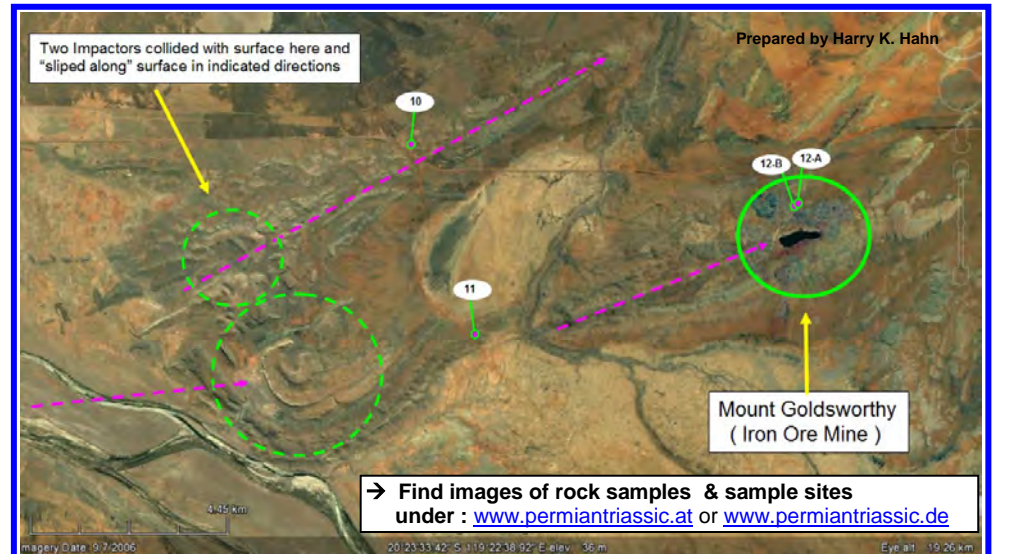 Prepared by Harry K. Hahn
Two Impactors collided with surface here and
"sliped along" surface in indicated directions
10
12-B
12-A
11
Mount Goldsworthy
( Iron Ore Mine )
→ Find images of rock samples & sample sites
under : www.permiantriassic.at or www.permiantriassic.de
4.45 km
magery Date 9/7/2006
20°23'33.42" S 119°22'38.92" E elev 36 m
Eye alt 19.26 km